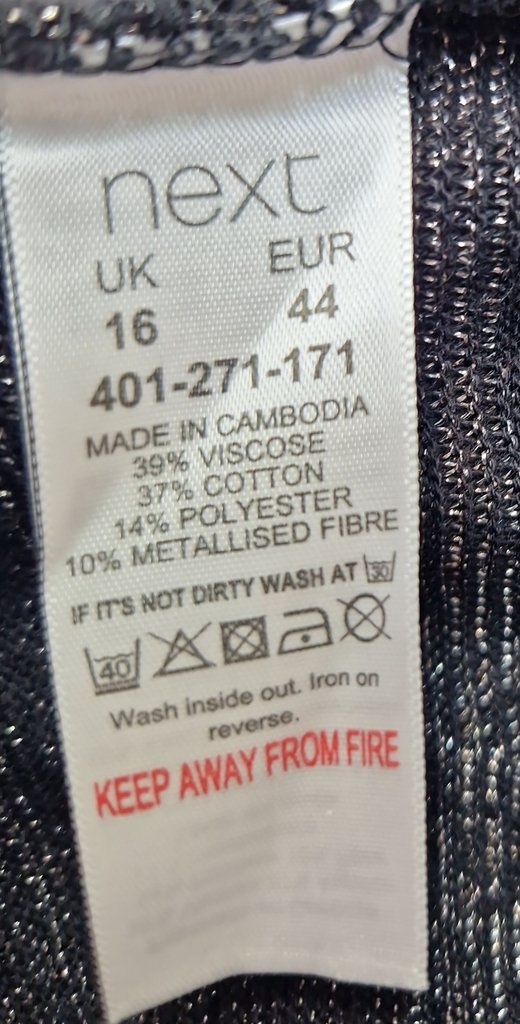 next
UK EUR
16 44
401-271-171
MADE IN CAMBODIA
39% VISCOSE
37% COTTON
14% POLYESTER
10% METALLISED FIBRE
IF IT'S NOT DIRTY WASH AT 30
40
Wash inside out. Iron on
reverse.
KEEP AWAY FROM FIRE